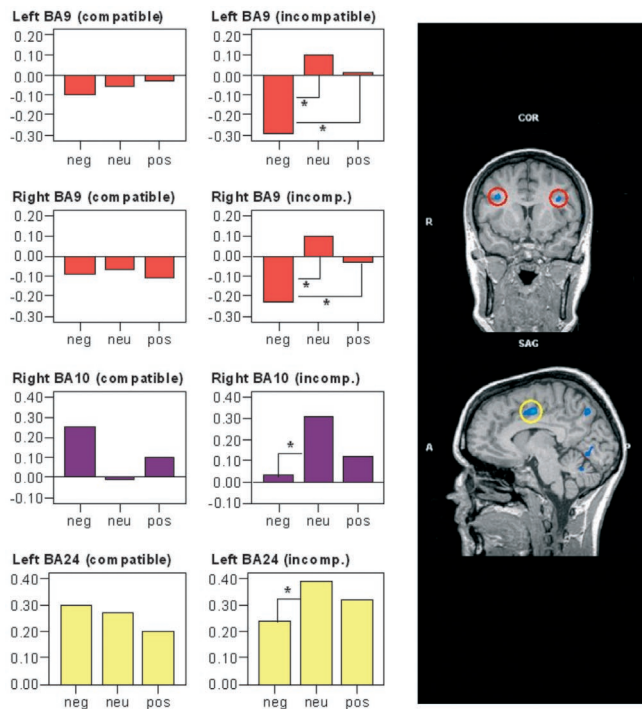 Left BA9 (compatible)
0.20
0.10
0.00
-0.10
-0.20
-0.30
neg neu pos
Left BA9 (incompatible)
0.20
0.10
0.00
-0.10
-0.20
-0.30
*
*
neg neu pos
Right BA9 (compatible)
0.20
0.10
0.00
-0.10
-0.20
-0.30
neg neu pos
Right BA9 (incomp.)
0.20
0.10
0.00
-0.10
-0.20
-0.30
*
*
neg neu pos
Right BA10 (compatible)
0.40
0.30
0.20
0.10
0.00
-0.10
neg neu pos
Right BA10 (incomp.)
0.40
0.30
0.20
0.10
0.00
-0.10
*
neg neu pos
Left BA24 (compatible)
0.40
0.30
0.20
0.10
0.00
neg neu pos
Left BA24 (incomp.)
0.40
0.30
0.20
0.10
0.00
*
neg neu pos
COR
R
SAG
A P